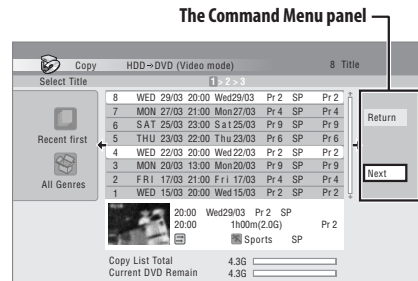 The Command Menu panel
Copy HDD→DVD (Video mode) 8 Title
Select Title 1 > 2 > 3
8 WED 29/03 20:00 Wed29/03 Pr 2 SP Pr 2
7 MON 27/03 21:00 Mon27/03 Pr 4 SP Pr 4
6 SAT 25/03 23:00 Sat25/03 Pr 9 SP Pr 9
5 THU 23/03 22:00 Thu23/03 Pr 6 SP Pr 6
4 WED 22/03 20:00 Wed22/03 Pr 2 SP Pr 2
3 MON 20/03 13:00 Mon20/03 Pr 9 SP Pr 9
2 FRI 17/03 21:00 Fri 17/03 Pr 4 SP Pr 4
1 WED 15/03 20:00 Wed15/03 Pr 2 SP Pr 2
Recent first
All Genres
Return
Next
20:00 Wed29/03 Pr 2 SP
20:00 1h00m(2.0G) Pr 2
Sports SP
Copy List Total 4.3G
Current DVD Remain 4.3G